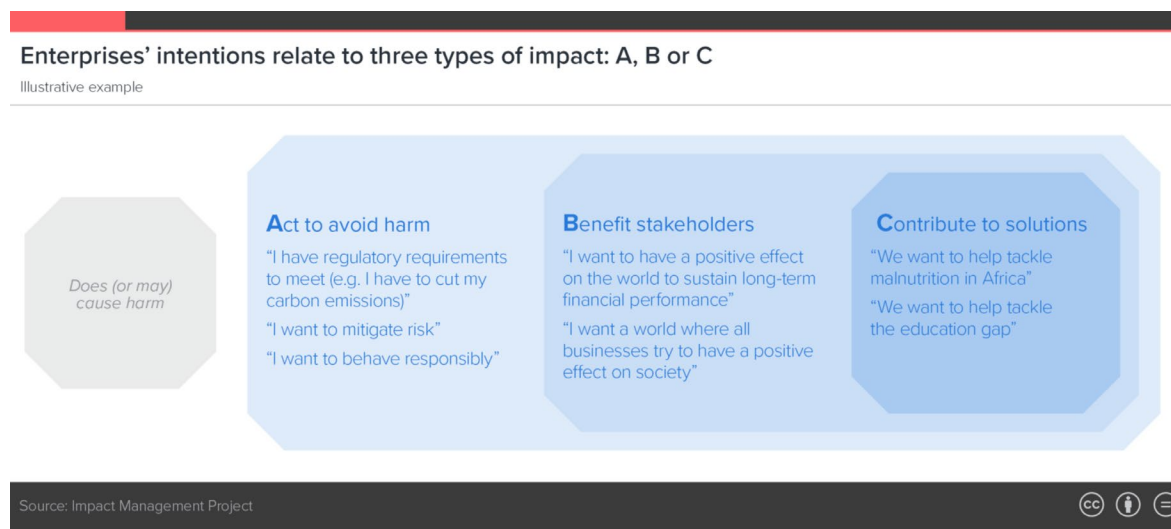 Enterprises’ intentions relate to three types of impact: A, B or C
Illustrative example
Does (or may)
cause harm
Act to avoid harm
“I have regulatory requirements
to meet (e.g. I have to cut my
carbon emissions)”
“I want to mitigate risk”
“I want to behave responsibly”
Benefit stakeholders
“I want to have a positive effect
on the world to sustain long-term
financial performance”
“I want a world where all
businesses try to have a positive
effect on society”
Contribute to solutions
“We want to help tackle
malnutrition in Africa”
“We want to help tackle
the education gap”
Source: Impact Management Project
cc